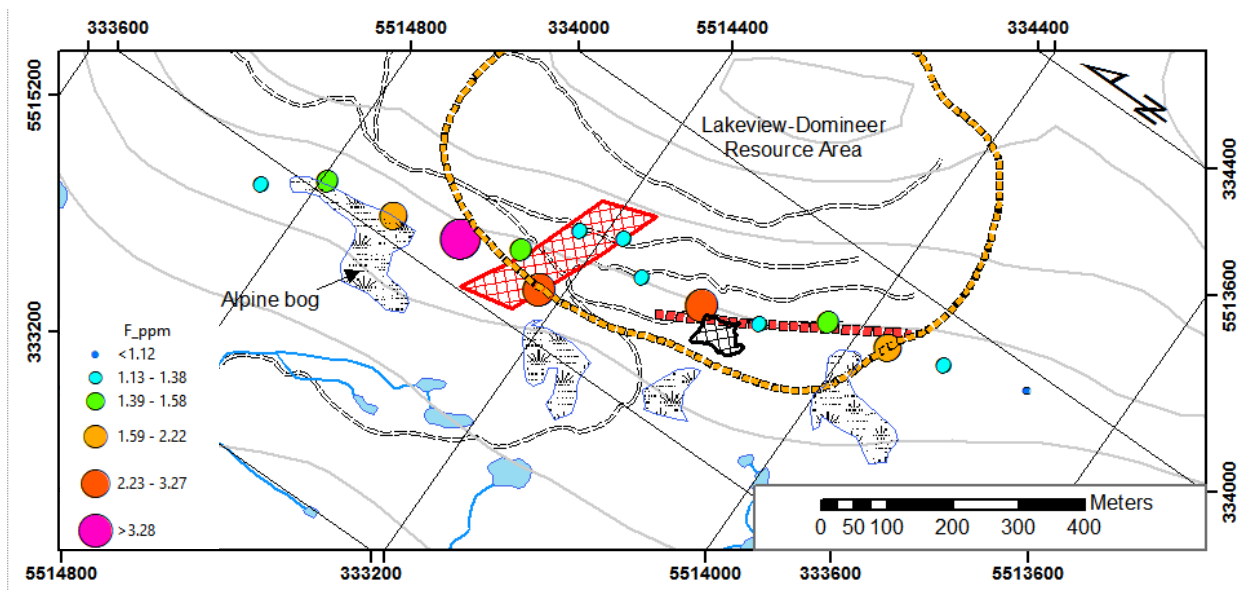 333600
5514800
334000
5514400
334400
5515200
N
Lakeview-Domineer
Resource Area
334400
Alpine bog
5513600
333200
F_ppm
<1.12
1.13 - 1.38
1.39 - 1.58
1.59 - 2.22
2.23 - 3.27
>3.28
Meters
0 50 100 200 300 400
334000
5514800
333200
5514000
333600
5513600